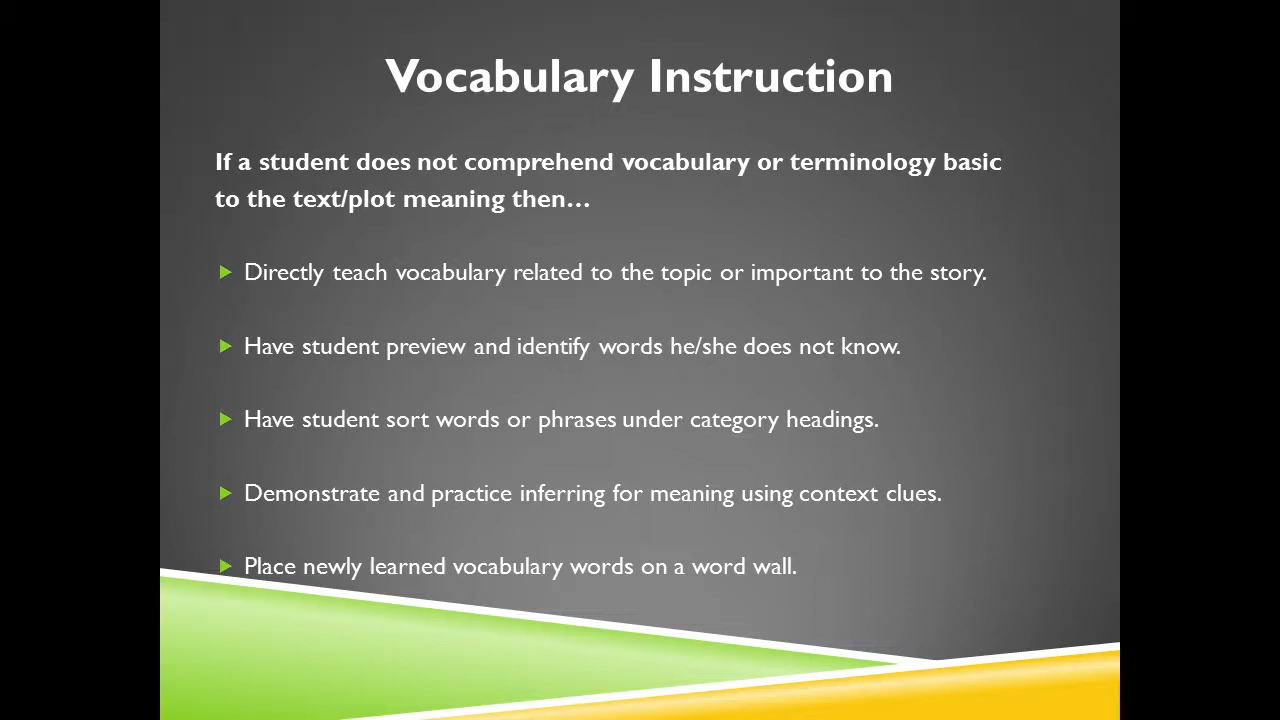 Vocabulary Instruction
If a student does not comprehend vocabulary or terminology basic
to the text/plot meaning then…
Directly teach vocabulary related to the topic or important to the story.
Have student preview and identify words he/she does not know.
Have student sort words or phrases under category headings.
Demonstrate and practice inferring for meaning using context clues.
Place newly learned vocabulary words on a word wall.